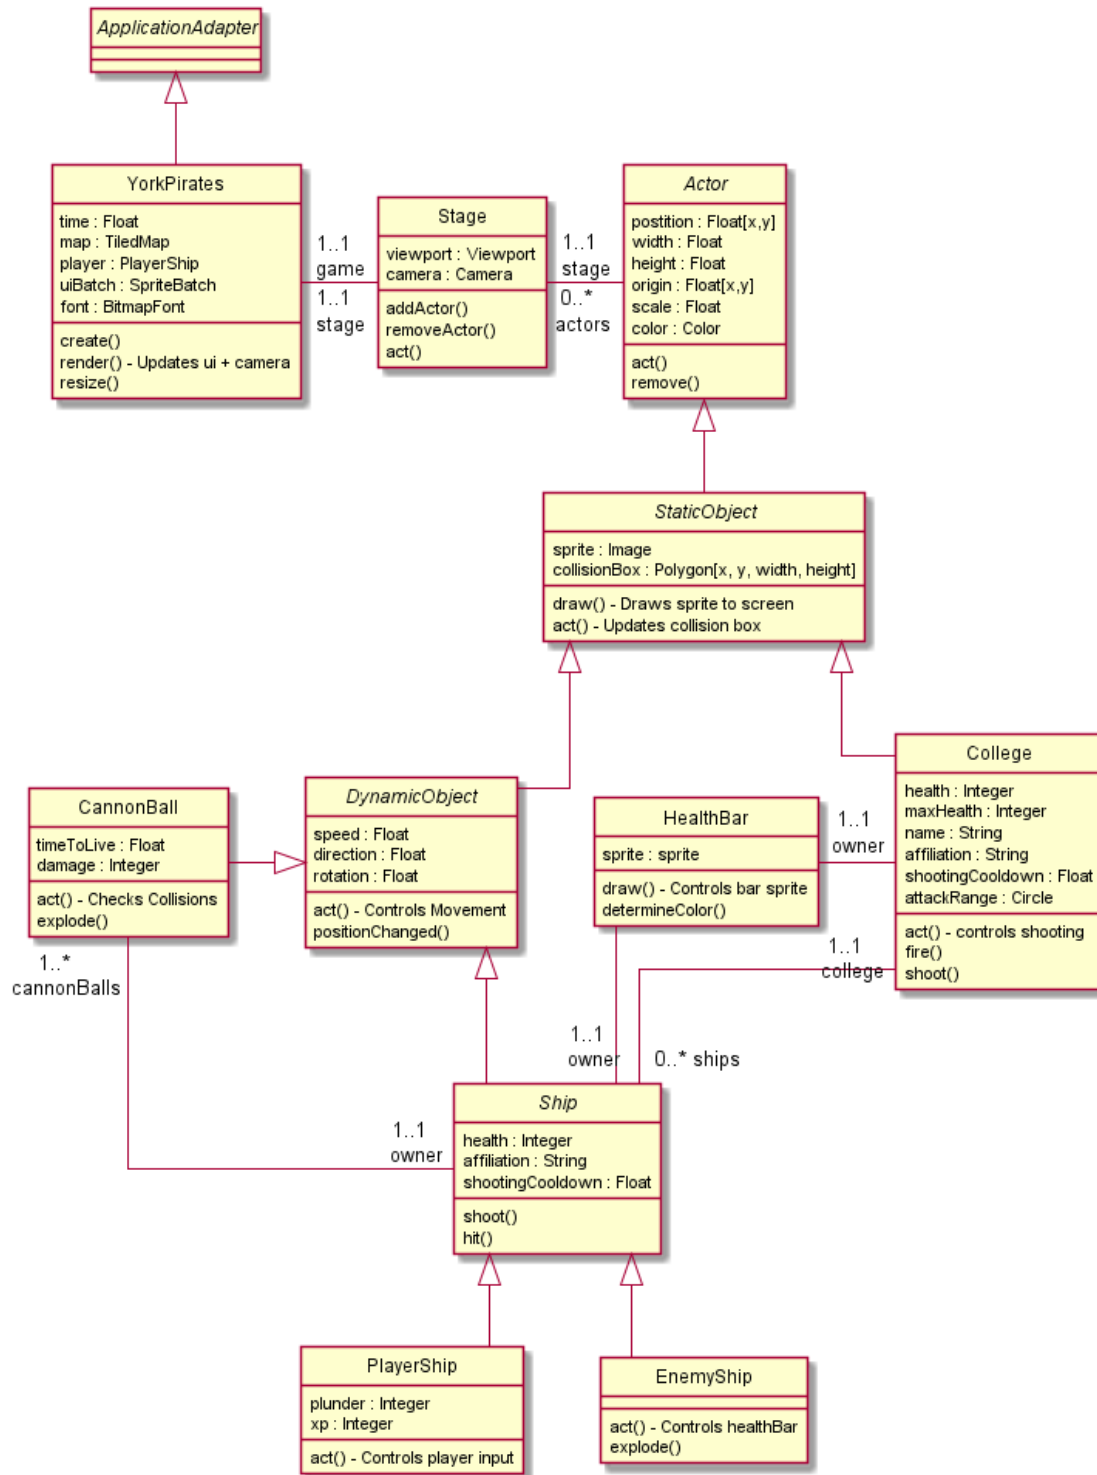 ApplicationAdapter
YorkPirates
time : Float
map : TiledMap
player : PlayerShip
uiBatch : SpriteBatch
font : BitmapFont
create()
render() - Updates ui + camera
resize()
1..1
game
1..1
stage
Stage
viewport : Viewport
camera : Camera
addActor()
removeActor()
act()
1..1
stage
0..*
actors
Actor
postition : Float[x,y]
width : Float
height : Float
origin : Float[x,y]
scale : Float
color : Color
act()
remove()
StaticObject
sprite : Image
collisionBox : Polygon[x, y, width, height]
draw() - Draws sprite to screen
act() - Updates collision box
CannonBall
timeToLive : Float
damage : Integer
act() - Checks Collisions
explode()
DynamicObject
speed : Float
direction : Float
rotation : Float
act() - Controls Movement
positionChanged()
HealthBar
sprite : sprite
draw() - Controls bar sprite
determineColor()
1..1
owner
College
health : Integer
maxHealth : Integer
name : String
affiliation : String
shootingCooldown : Float
attackRange : Circle
act() - controls shooting
fire()
shoot()
1..*
cannonBalls
1..1
college
1..1
owner
0..* ships
1..1
owner
Ship
health : Integer
affiliation : String
shootingCooldown : Float
shoot()
hit()
PlayerShip
plunder : Integer
xp : Integer
act() - Controls player input
EnemyShip
act() - Controls healthBar
explode()